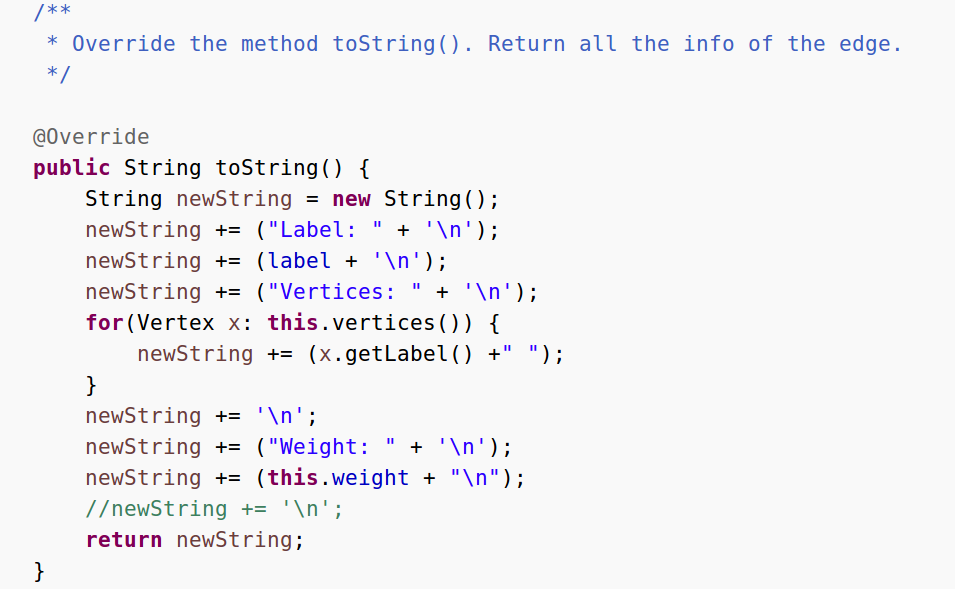 /**
 * Override the method toString(). Return all the info of the edge.
 */
@Override
public String toString() {
    String newString = new String();
    newString += ("Label: " + '\n');
    newString += (label + '\n');
    newString += ("Vertices: " + '\n');
    for(Vertex x: this.vertices()) {
        newString += (x.getLabel() +" ");
    }
    newString += '\n';
    newString += ("Weight: " + '\n');
    newString += (this.weight + "\n");
    //newString += '\n';
    return newString;
}